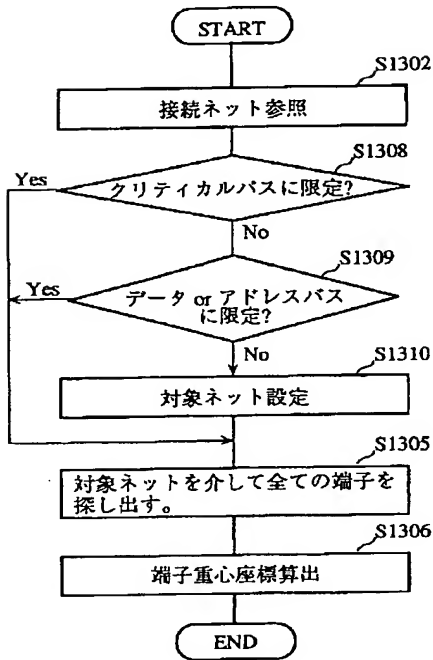 START
S1302
接続ネット参照
S1308
Yes
クリティカルパスに限定?
No
S1309
Yes
データ or アドレスバス
に限定?
No
S1310
対象ネット設定
S1305
対象ネットを介して全ての端子を
探し出す。
S1306
端子重心座標算出
END